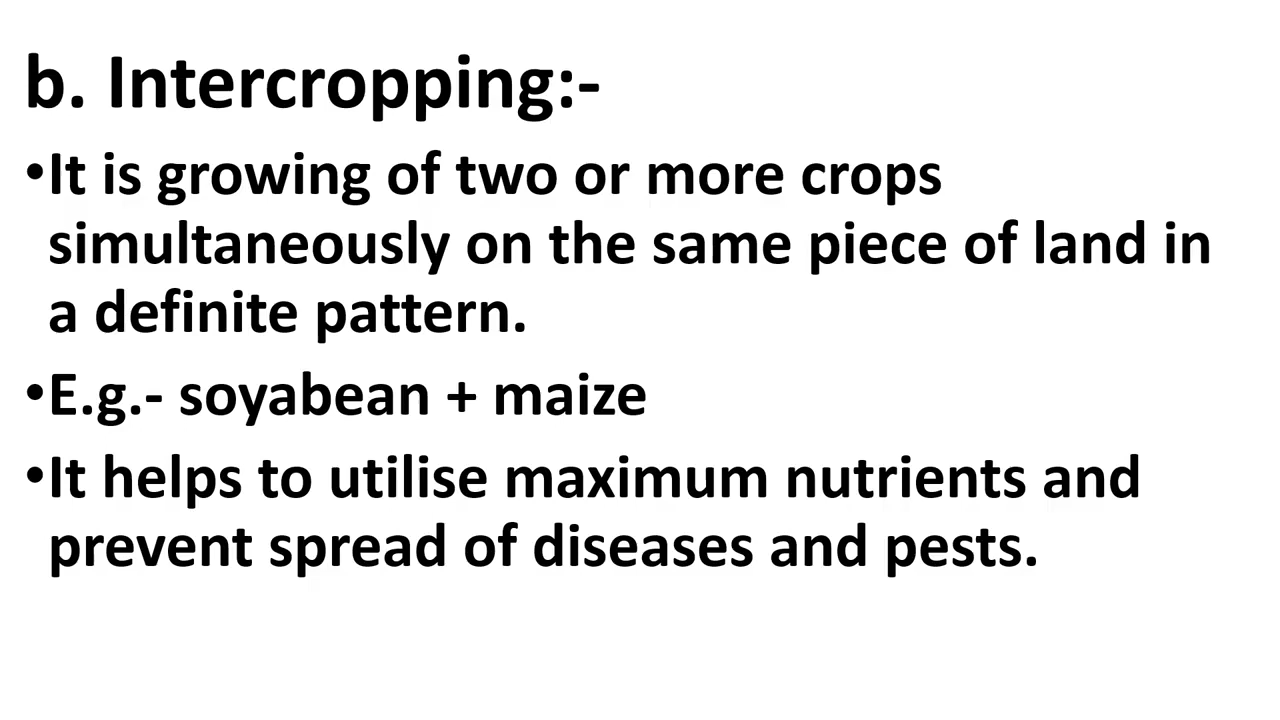 b. Intercropping:-
•It is growing of two or more crops
simultaneously on the same piece of land in
a definite pattern.
•E.g.- soyabean + maize
•It helps to utilise maximum nutrients and
prevent spread of diseases and pests.